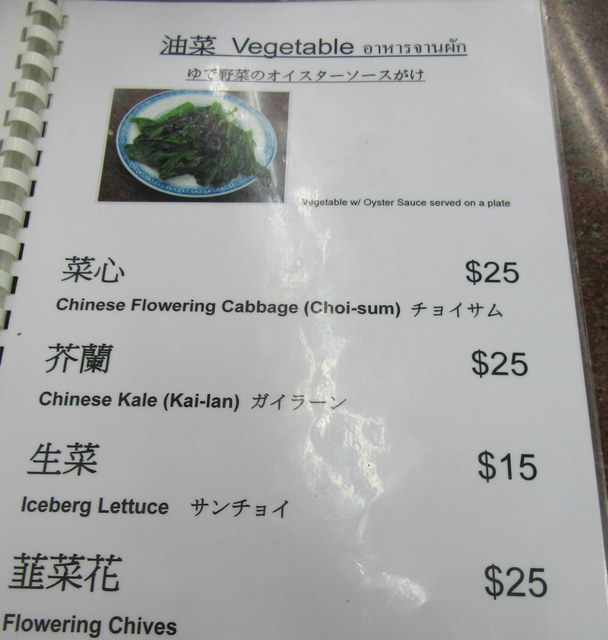 油菜 Vegetable อาหารจานผัก
ゆで野菜のオイスターソースがけ
Vegetable w/ Oyster Sauce served on a plate
菜心 $25
Chinese Flowering Cabbage (Choi-sum) チョイサム
芥蘭 $25
Chinese Kale (Kai-lan) ガイラーン
生菜 $15
Iceberg Lettuce サンチョイ
韮菜花 $25
Flowering Chives